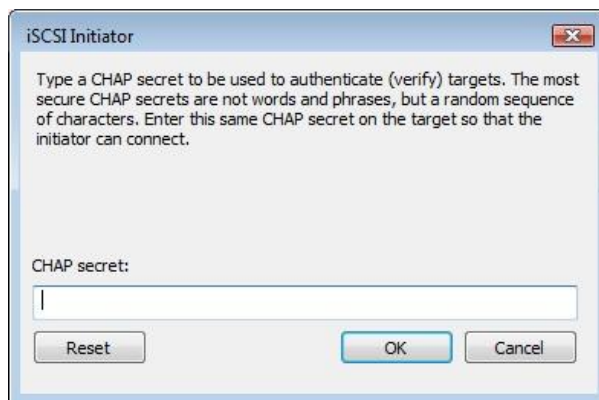 iSCSI Initiator
Type a CHAP secret to be used to authenticate (verify) targets. The most
secure CHAP secrets are not words and phrases, but a random sequence
of characters. Enter this same CHAP secret on the target so that the
initiator can connect.
CHAP secret:
Reset OK Cancel